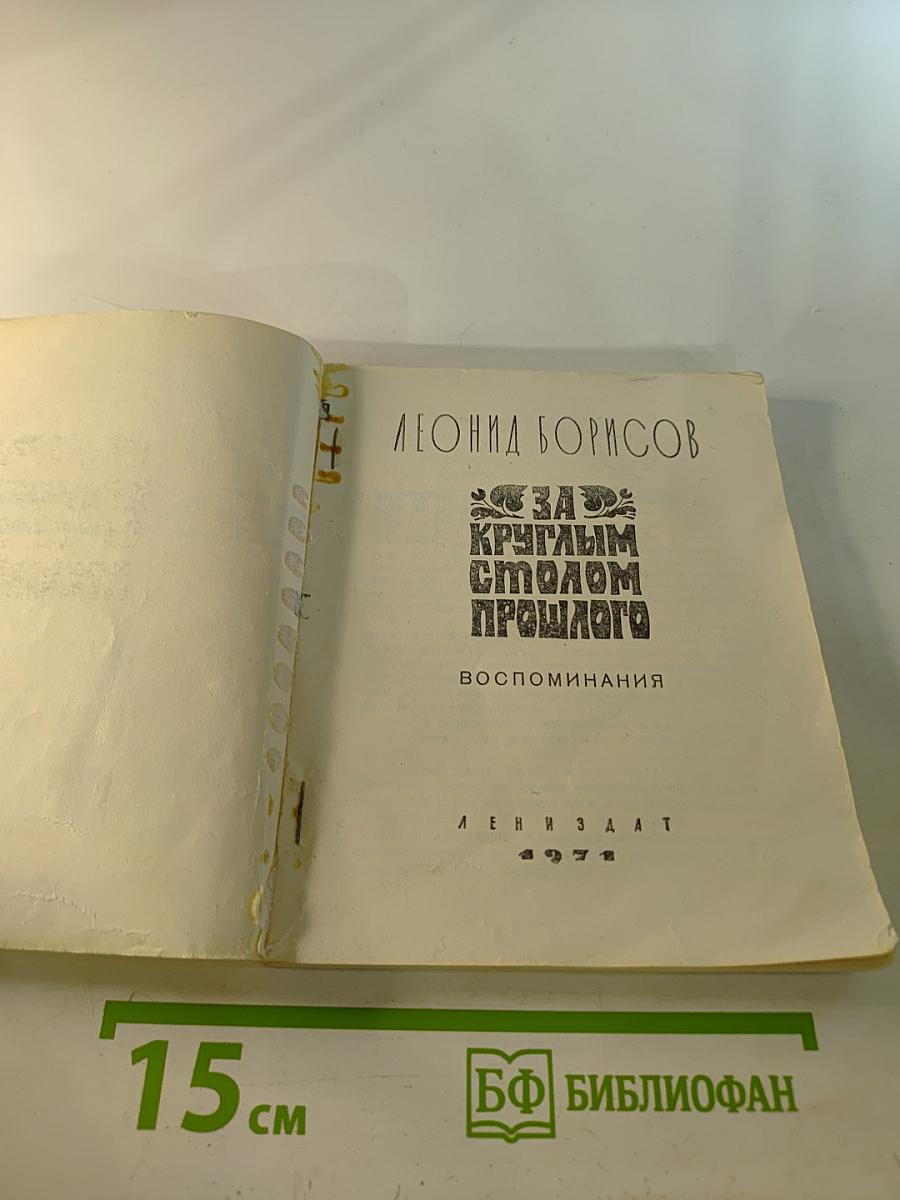 ЛЕОНИД БОРИСОВ
ЗА
КРУГЛЫМ
СТОЛОМ
ПРОШЛОГО
ВОСПОМИНАНИЯ
ЛЕНИЗДАТ
1971
15 см
БФ БИБЛИОФАН